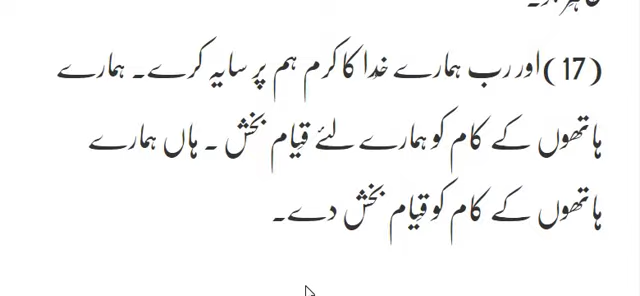 (17) اور رب ہمارے خدا کا کرم ہم پر سایہ کرے۔ ہمارے
ہاتھوں کے کام کو ہمارے لئے قیام بخش ۔ ہاں ہمارے
ہاتھوں کے کام کو قیام بخش دے۔